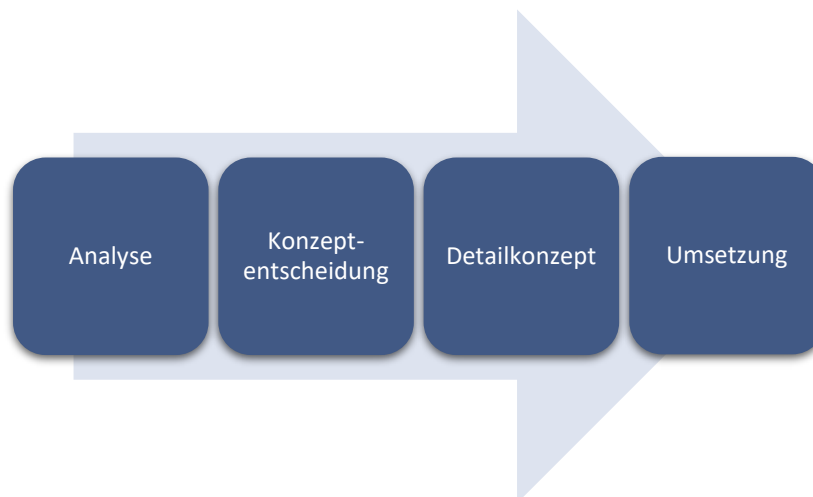 Analyse
Konzept-
entscheidung
Detailkonzept
Umsetzung